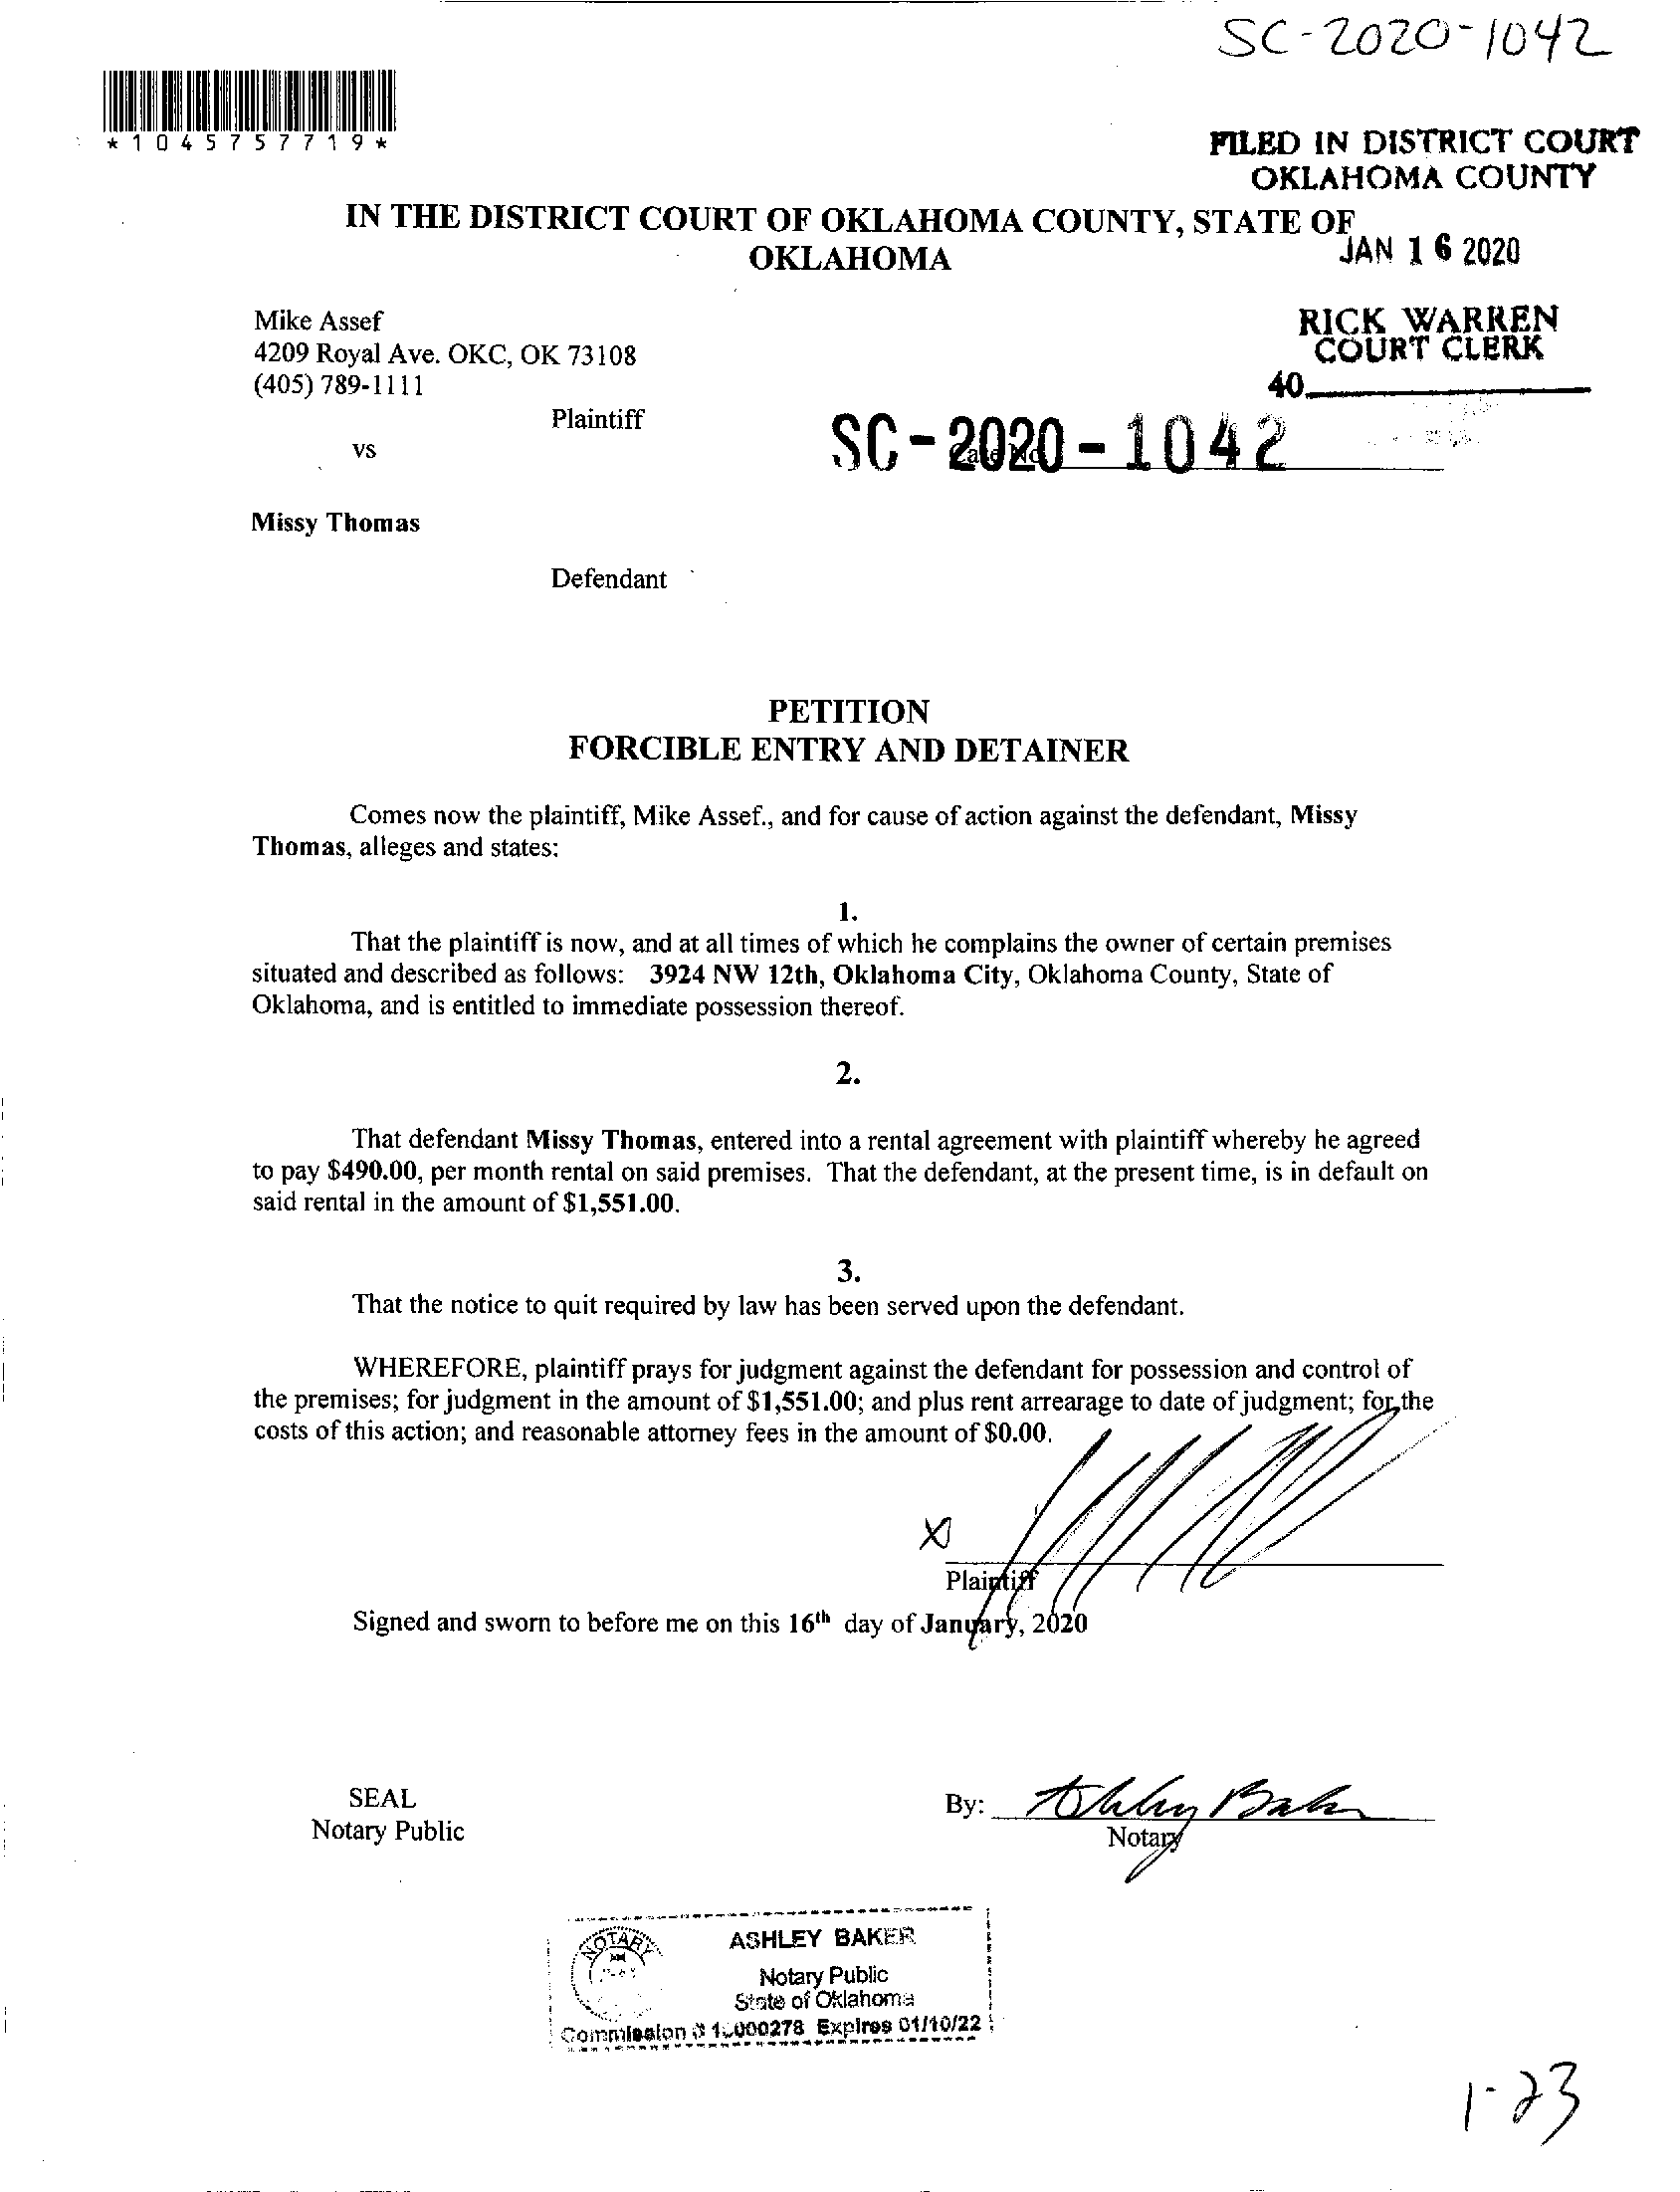 SC-2020-1042
*1045757719*
FILED IN DISTRICT COURT
OKLAHOMA COUNTY
IN THE DISTRICT COURT OF OKLAHOMA COUNTY, STATE OF
OKLAHOMA
JAN 16 2020
Mike Assef
4209 Royal Ave. OKC, OK 73108
(405) 789-1111
RICK WARREN
COURT CLERK
40
Plaintiff
vs
SC-2020-1042
Missy Thomas
Defendant
PETITION
FORCIBLE ENTRY AND DETAINER
Comes now the plaintiff, Mike Assef., and for cause of action against the defendant, Missy
Thomas, alleges and states:
1.
That the plaintiff is now, and at all times of which he complains the owner of certain premises
situated and described as follows: 3924 NW 12th, Oklahoma City, Oklahoma County, State of
Oklahoma, and is entitled to immediate possession thereof.
2.
That defendant Missy Thomas, entered into a rental agreement with plaintiff whereby he agreed
to pay $490.00, per month rental on said premises. That the defendant, at the present time, is in default on
said rental in the amount of $1,551.00.
3.
That the notice to quit required by law has been served upon the defendant.
WHEREFORE, plaintiff prays for judgment against the defendant for possession and control of
the premises; for judgment in the amount of $1,551.00; and plus rent arrearage to date of judgment; for the
costs of this action; and reasonable attorney fees in the amount of $0.00.
X
Plaintiff
Signed and sworn to before me on this 16th day of January, 2020
SEAL
Notary Public
By: Ashley Baker
Notary
NOTARY
ASHLEY BAKER
Notary Public
State of Oklahoma
Commission # Expires 01/10/22
1-23